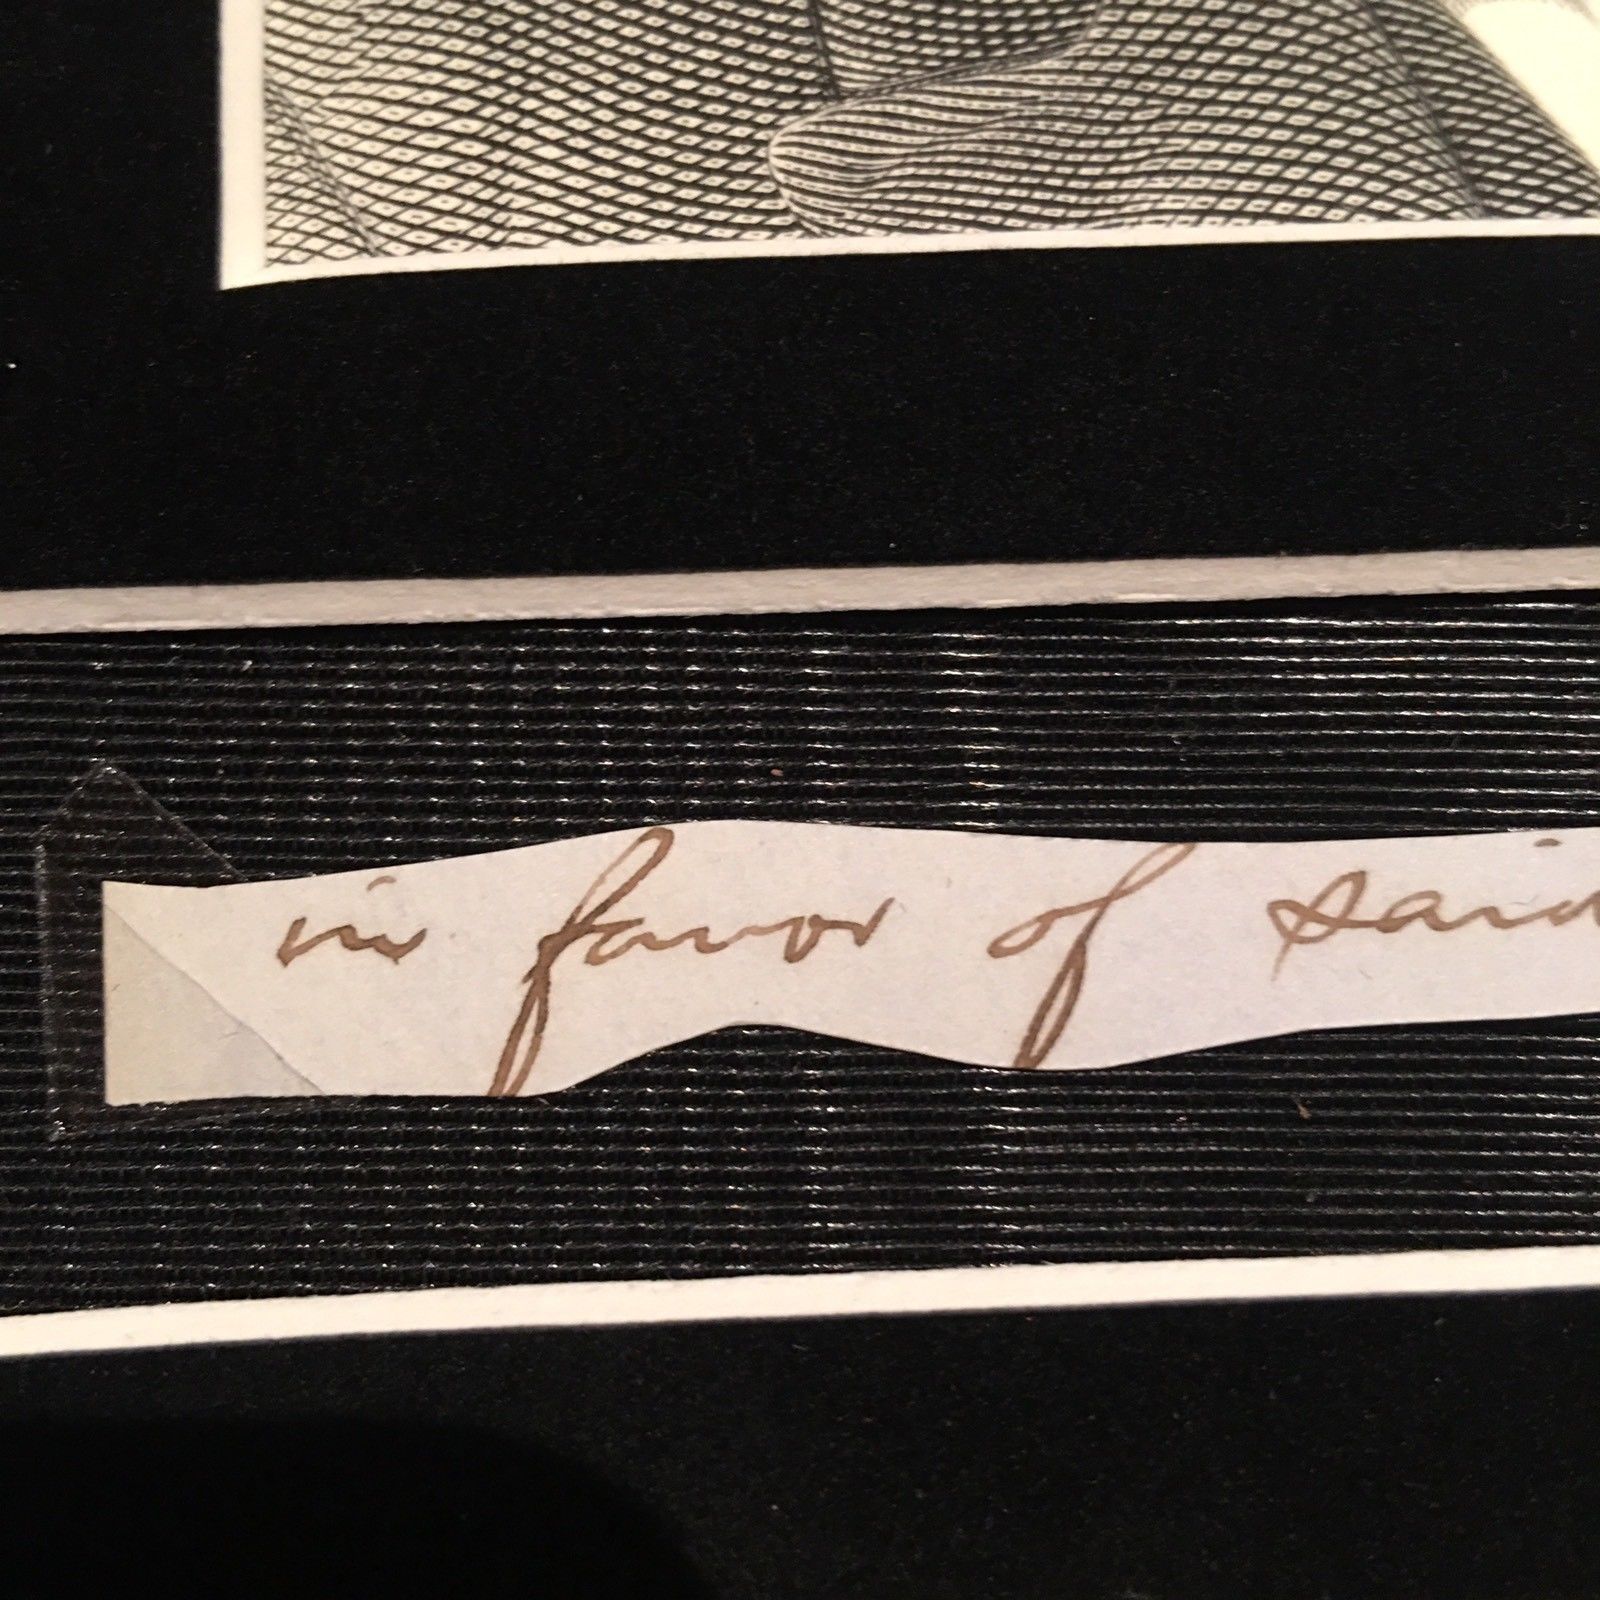 in favor of said